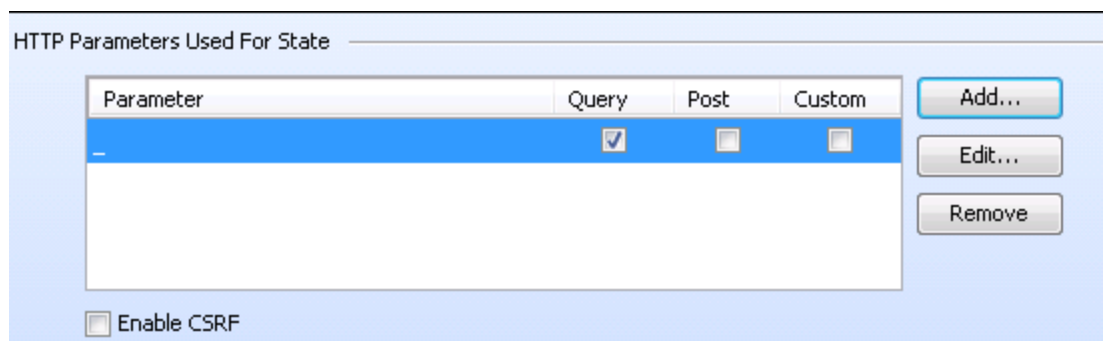 HTTP Parameters Used For State
Parameter Query Post Custom Add...
_
Edit...
Remove
Enable CSRF